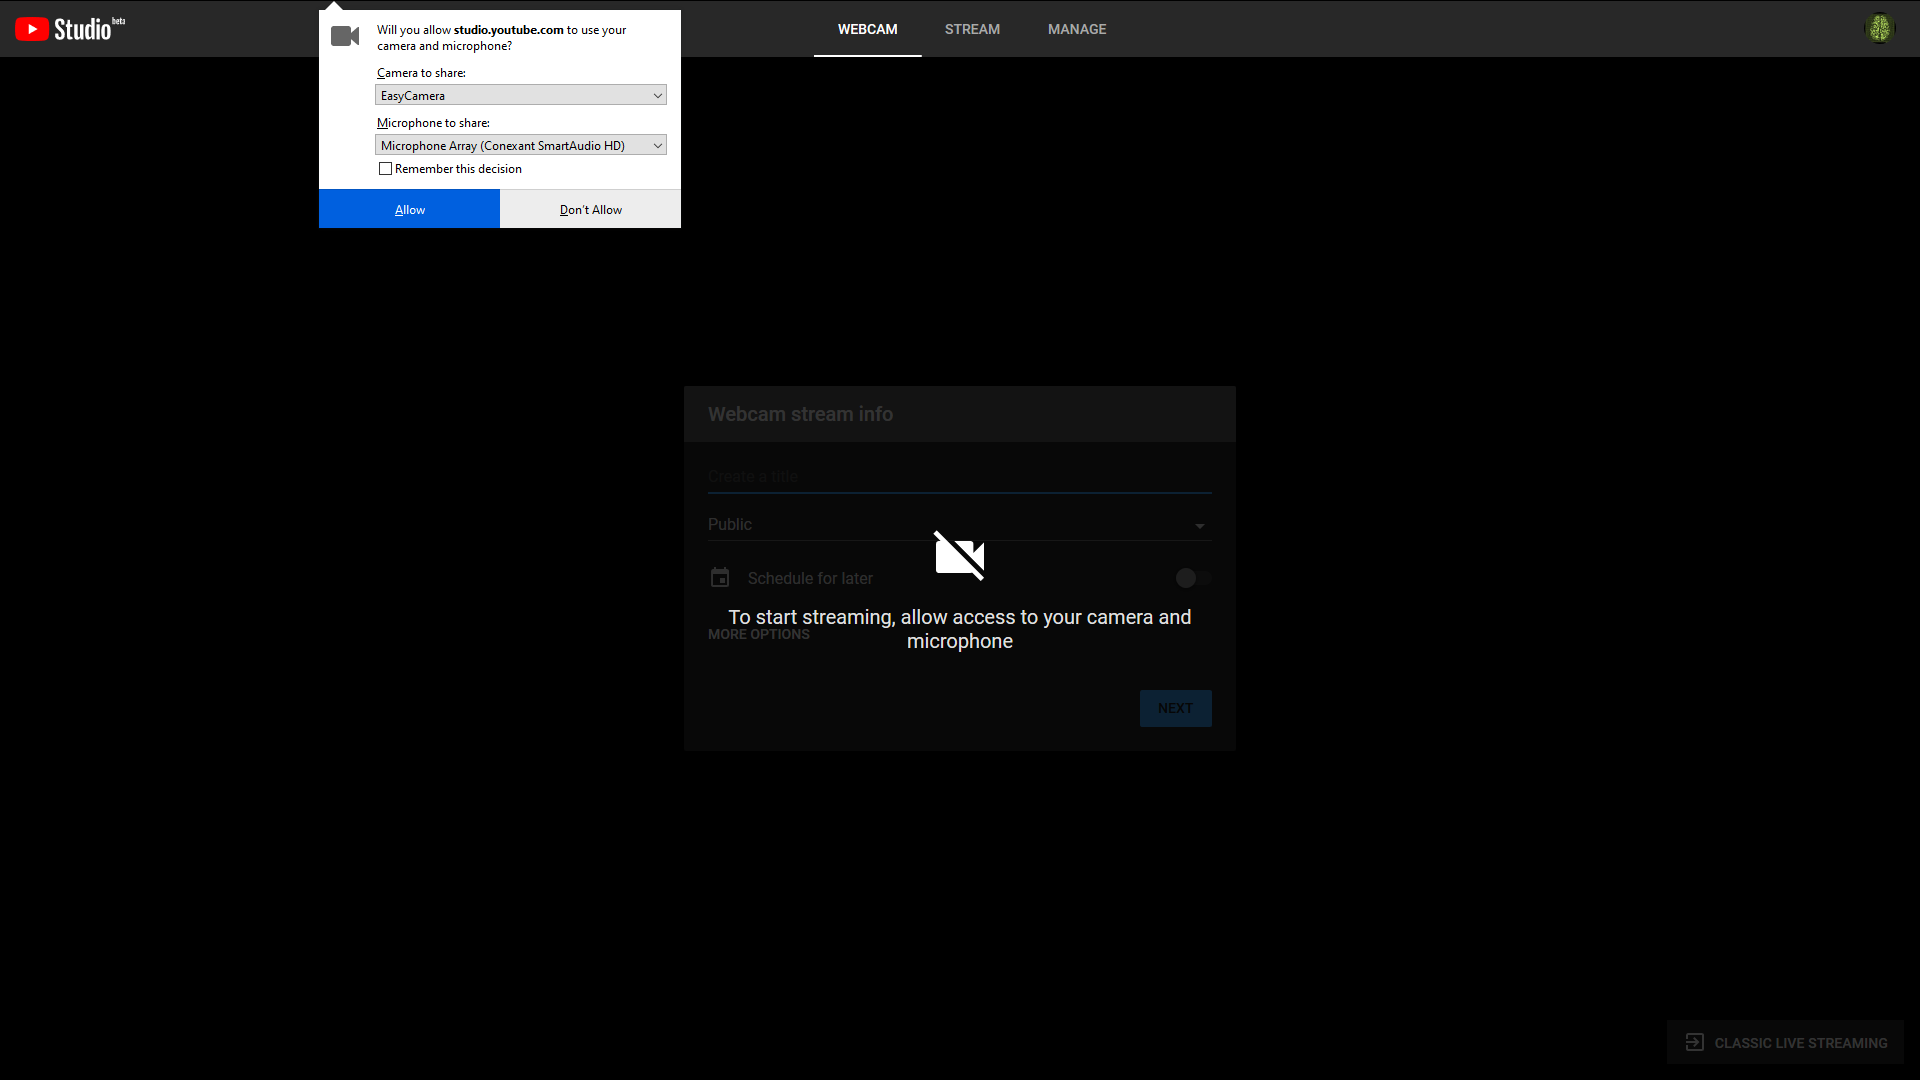 Studio beta
WEBCAM
STREAM
MANAGE
Will you allow studio.youtube.com to use your
camera and microphone?
Camera to share:
EasyCamera
Microphone to share:
Microphone Array (Conexant SmartAudio HD)
Remember this decision
Allow
Don't Allow
Webcam stream info
Create a title
Public
Schedule for later
To start streaming, allow access to your camera and
microphone
MORE OPTIONS
NEXT
CLASSIC LIVE STREAMING